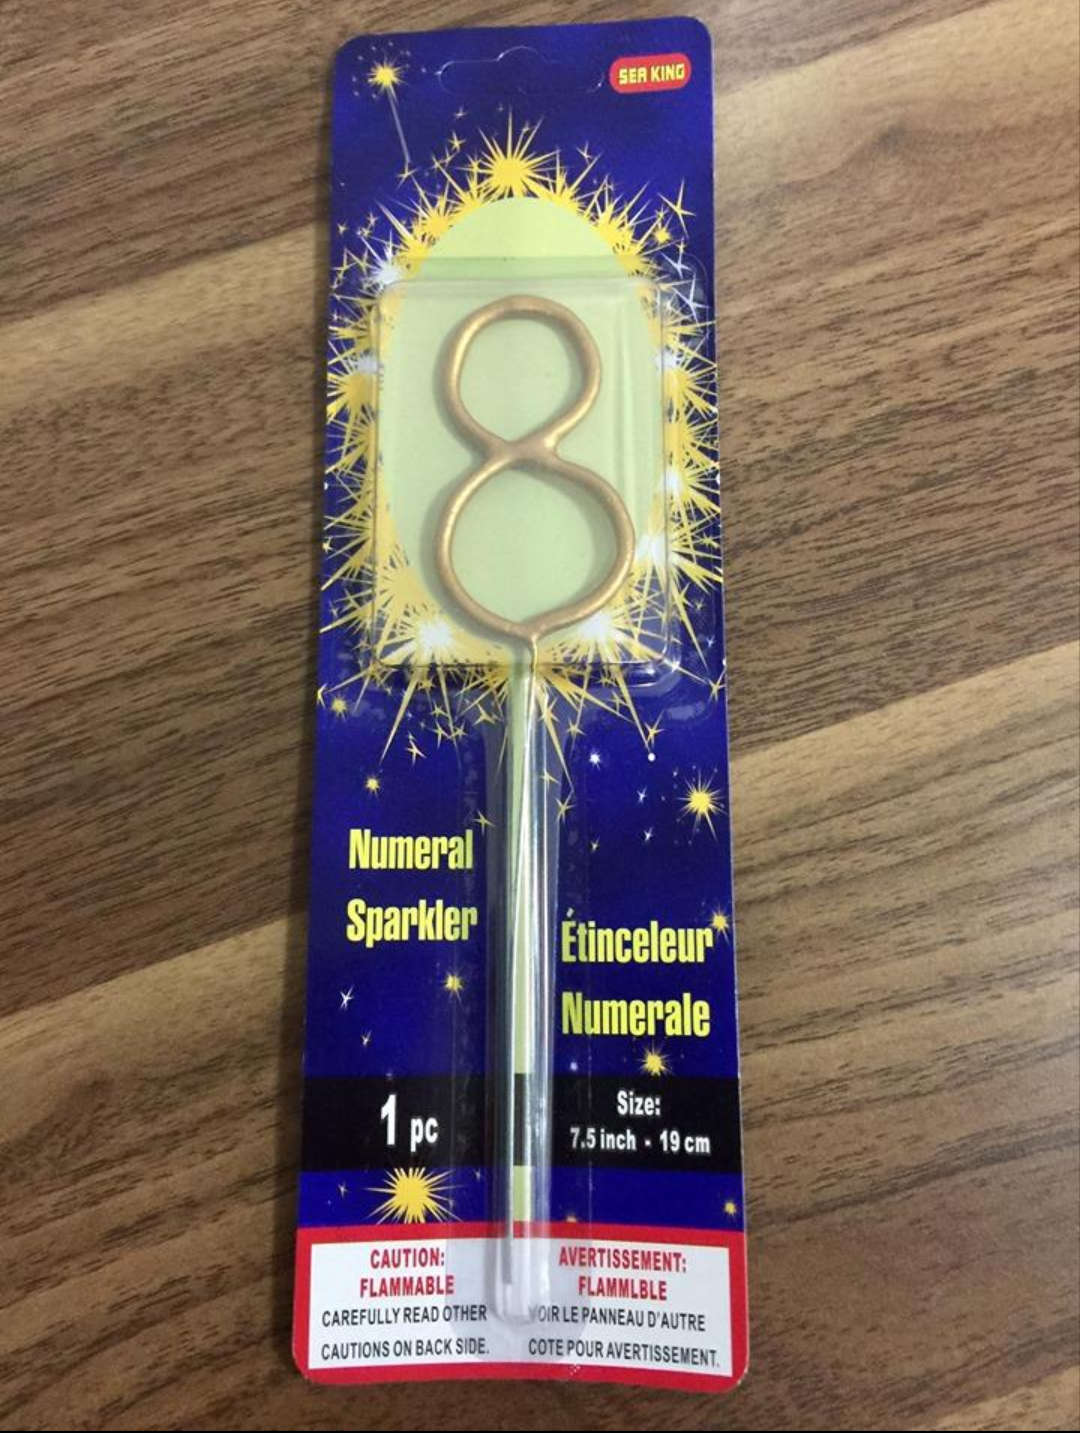 SEA KING
8
Numeral
Sparkler
Étinceleur
Numerale
1 pc
Size:
7.5 inch - 19 cm
CAUTION:
FLAMMABLE
CAREFULLY READ OTHER
CAUTIONS ON BACK SIDE.
AVERTISSEMENT:
FLAMMLBLE
VOIR LE PANNEAU D'AUTRE
COTE POUR AVERTISSEMENT.